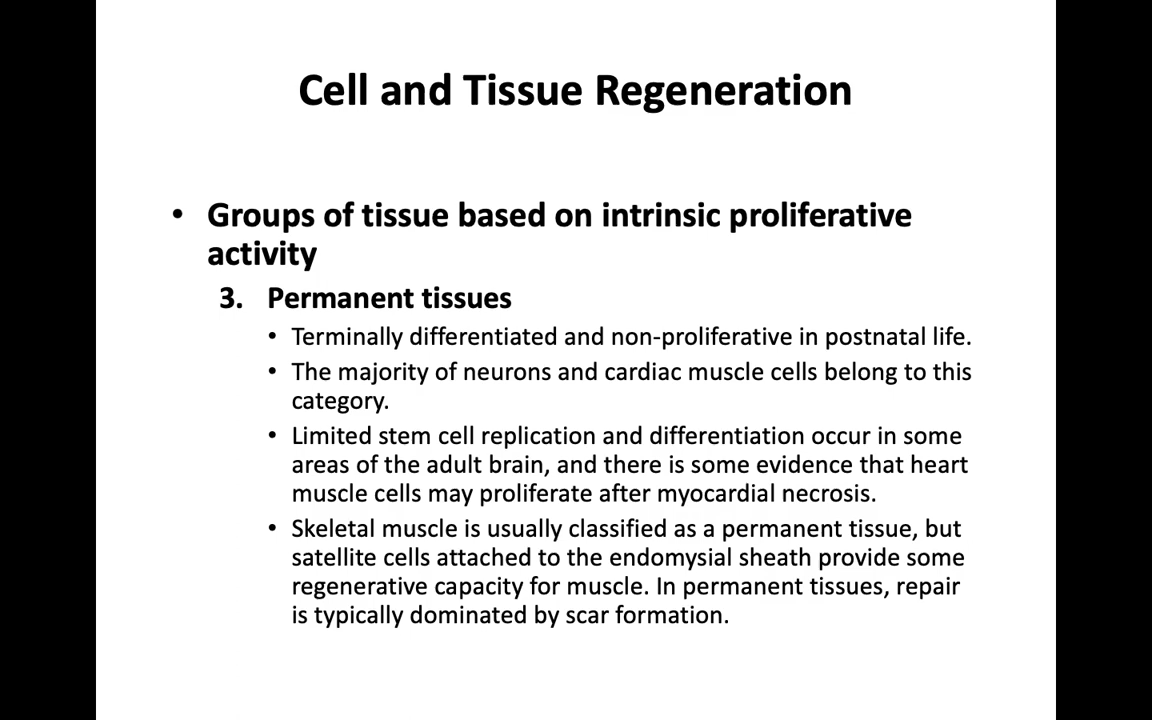 Cell and Tissue Regeneration
• Groups of tissue based on intrinsic proliferative
activity
3. Permanent tissues
• Terminally differentiated and non-proliferative in postnatal life.
• The majority of neurons and cardiac muscle cells belong to this
category.
• Limited stem cell replication and differentiation occur in some
areas of the adult brain, and there is some evidence that heart
muscle cells may proliferate after myocardial necrosis.
• Skeletal muscle is usually classified as a permanent tissue, but
satellite cells attached to the endomysial sheath provide some
regenerative capacity for muscle. In permanent tissues, repair
is typically dominated by scar formation.